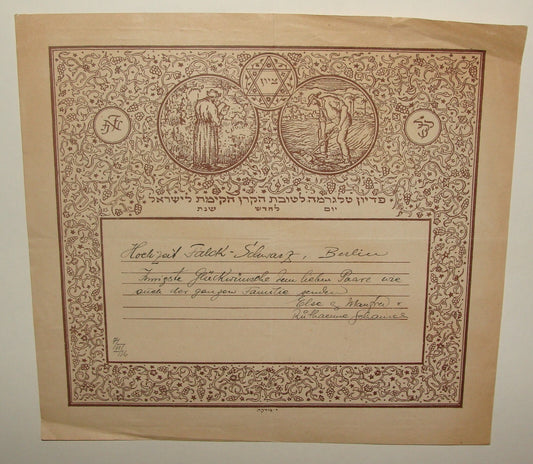 ציון
פדיון טלגרמה לטובת הקרן הקימת לישראל
יום לחדש שנת
Hochzeit Falck-Schwarz, Berlin
Innigste Glückwünsche dem lieben Paare wie
auch der ganzen Familie senden
Else, Manfred